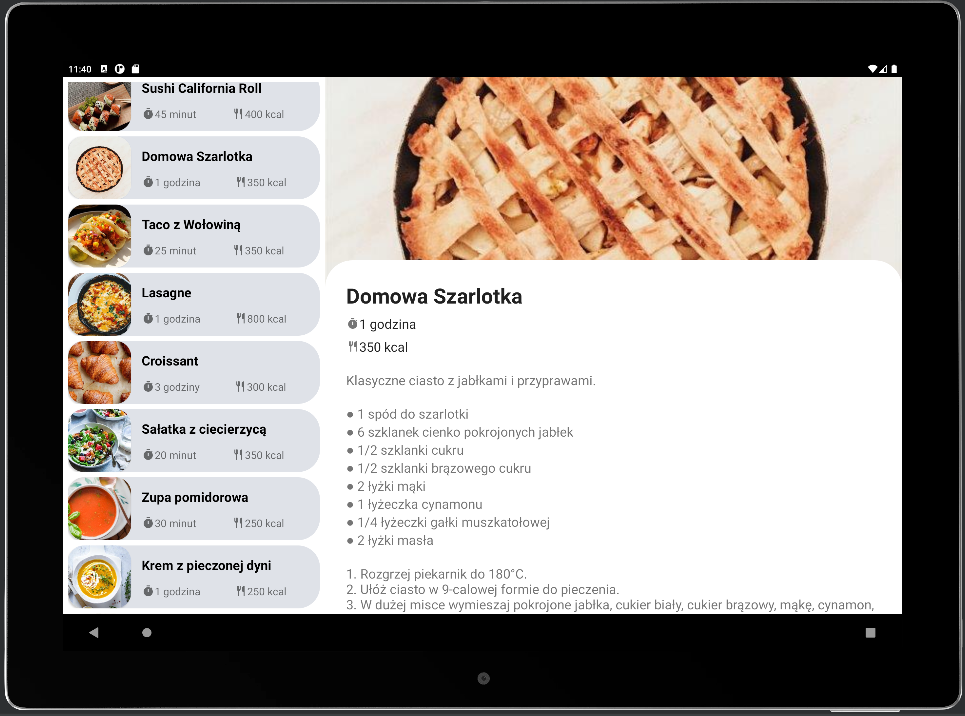 11:40
Sushi California Roll
45 minut 400 kcal
Domowa Szarlotka
1 godzina 350 kcal
Taco z Wołowiną
25 minut 350 kcal
Lasagne
1 godzina 800 kcal
Croissant
3 godziny 300 kcal
Sałatka z ciecierzycą
20 minut 350 kcal
Zupa pomidorowa
30 minut 250 kcal
Krem z pieczonej dyni
1 godzina 250 kcal
Domowa Szarlotka
1 godzina
350 kcal
Klasyczne ciasto z jabłkami i przyprawami.
● 1 spód do szarlotki
● 6 szklanek cienko pokrojonych jabłek
● 1/2 szklanki cukru
● 1/2 szklanki brązowego cukru
● 2 łyżki mąki
● 1 łyżeczka cynamonu
● 1/4 łyżeczki gałki muszkatołowej
● 2 łyżki masła
1. Rozgrzej piekarnik do 180°C.
2. Ułóż ciasto w 9-calowej formie do pieczenia.
3. W dużej misce wymieszaj pokrojone jabłka, cukier biały, cukier brązowy, mąkę, cynamon,